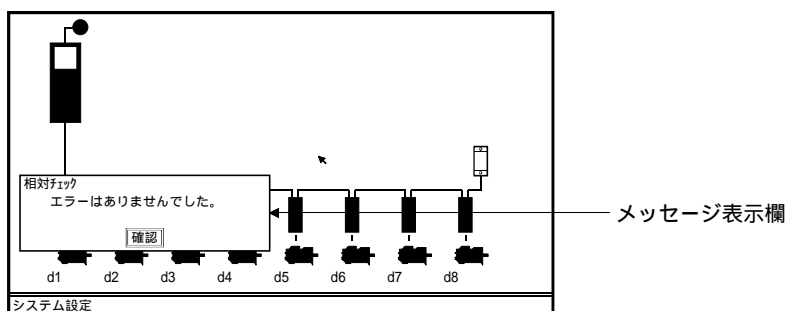 相対ﾁｪｯｸ
エラーはありませんでした。
確認
メッセージ表示欄
d1 d2 d3 d4 d5 d6 d7 d8
システム設定